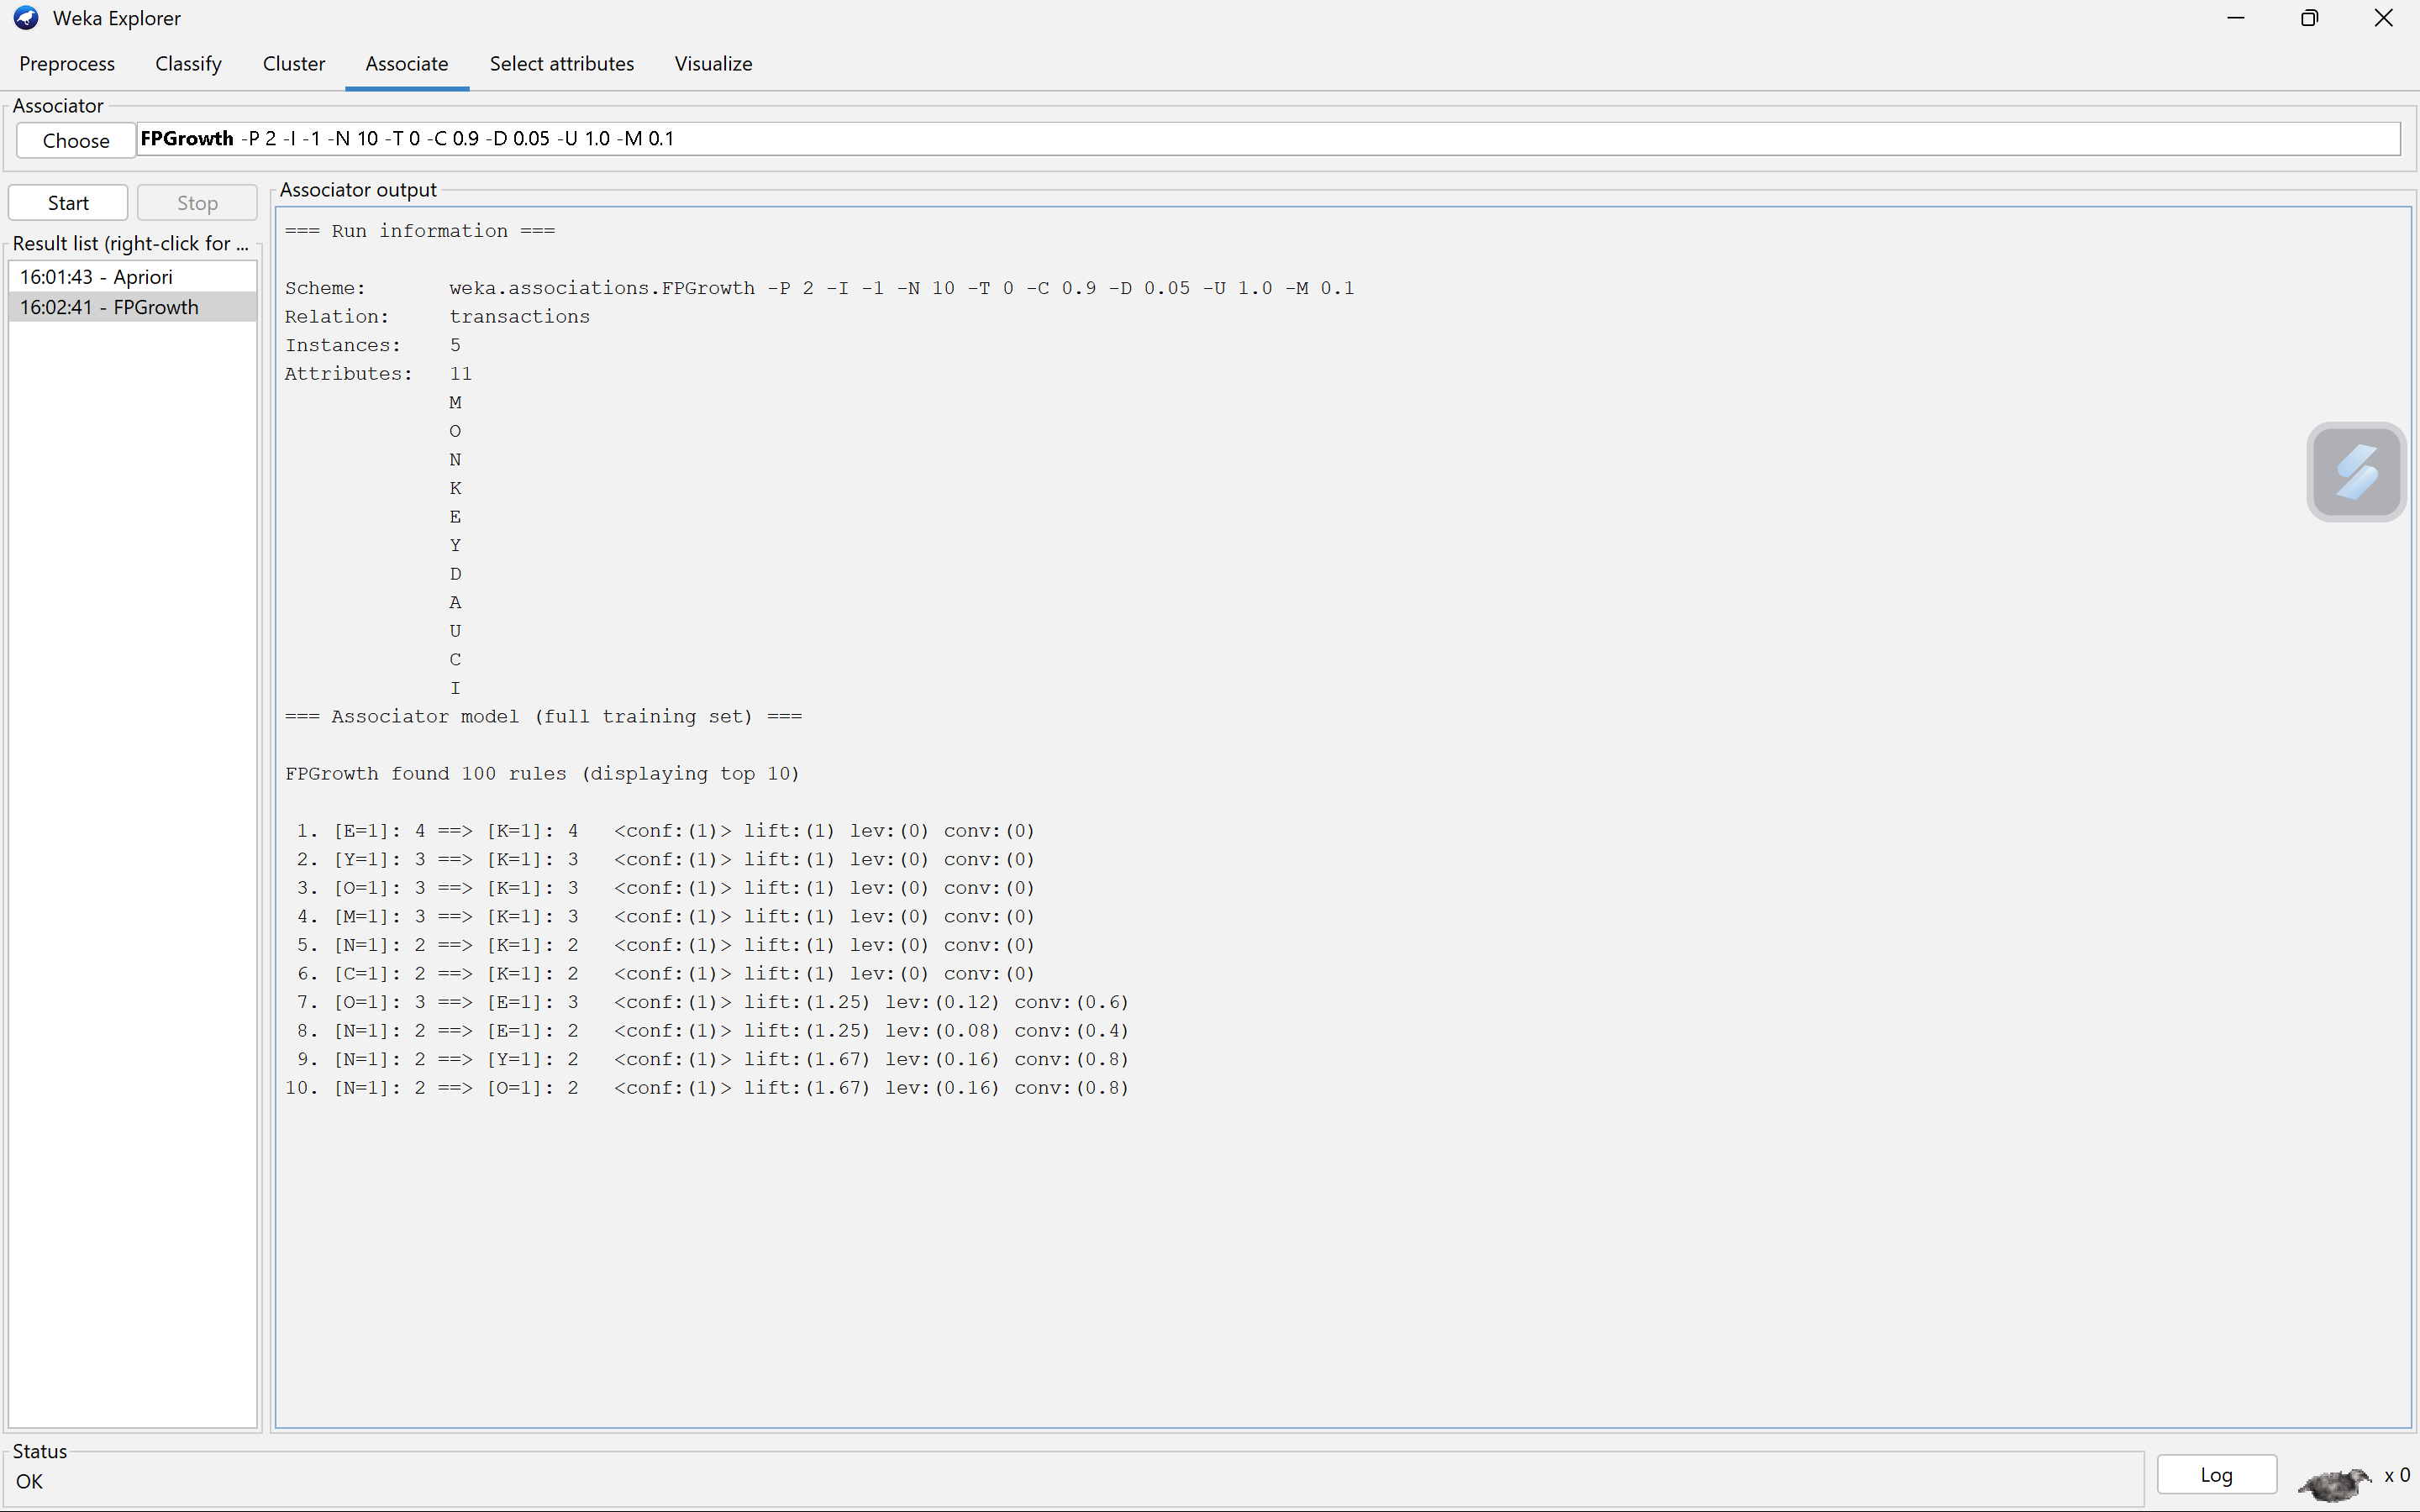 Weka Explorer
Preprocess Classify Cluster Associate Select attributes Visualize
Associator
Choose FPGrowth -P 2 -I -1 -N 10 -T 0 -C 0.9 -D 0.05 -U 1.0 -M 0.1
Start Stop
Result list (right-click for ...
16:01:43 - Apriori
16:02:41 - FPGrowth
Associator output
=== Run information ===
Scheme: weka.associations.FPGrowth -P 2 -I -1 -N 10 -T 0 -C 0.9 -D 0.05 -U 1.0 -M 0.1
Relation: transactions
Instances: 5
Attributes: 11
M
O
N
K
E
Y
D
A
U
C
I
=== Associator model (full training set) ===
FPGrowth found 100 rules (displaying top 10)
1. [E=1]: 4 ==> [K=1]: 4 <conf:(1)> lift:(1) lev:(0) conv:(0)
2. [Y=1]: 3 ==> [K=1]: 3 <conf:(1)> lift:(1) lev:(0) conv:(0)
3. [O=1]: 3 ==> [K=1]: 3 <conf:(1)> lift:(1) lev:(0) conv:(0)
4. [M=1]: 3 ==> [K=1]: 3 <conf:(1)> lift:(1) lev:(0) conv:(0)
5. [N=1]: 2 ==> [K=1]: 2 <conf:(1)> lift:(1) lev:(0) conv:(0)
6. [C=1]: 2 ==> [K=1]: 2 <conf:(1)> lift:(1) lev:(0) conv:(0)
7. [O=1]: 3 ==> [E=1]: 3 <conf:(1)> lift:(1.25) lev:(0.12) conv:(0.6)
8. [N=1]: 2 ==> [E=1]: 2 <conf:(1)> lift:(1.25) lev:(0.08) conv:(0.4)
9. [N=1]: 2 ==> [Y=1]: 2 <conf:(1)> lift:(1.67) lev:(0.16) conv:(0.8)
10. [N=1]: 2 ==> [O=1]: 2 <conf:(1)> lift:(1.67) lev:(0.16) conv:(0.8)
Status
OK
Log
x 0